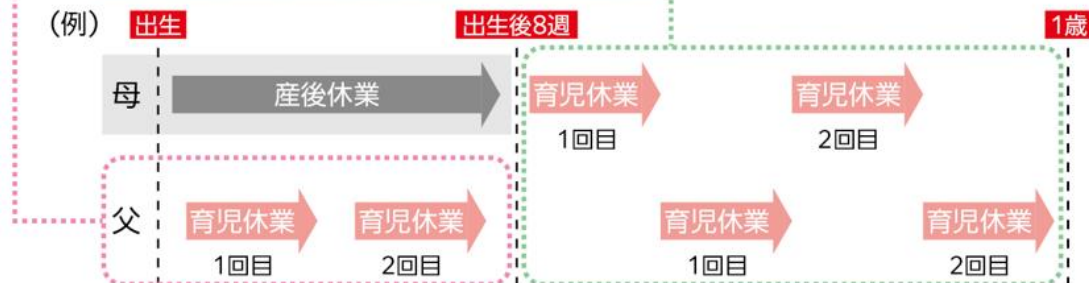 (例) 出生 出生後8週 1歳
母 産後休業 育児休業 育児休業
1回目 2回目
父 育児休業 育児休業 育児休業 育児休業
1回目 2回目 1回目 2回目